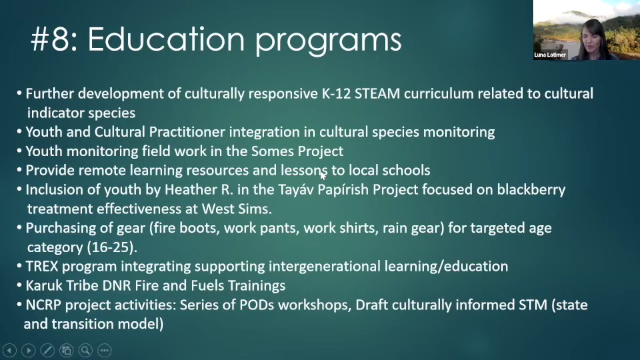 #8: Education programs
Luna Latimer
• Further development of culturally responsive K-12 STEAM curriculum related to cultural
indicator species
• Youth and Cultural Practitioner integration in cultural species monitoring
• Youth monitoring field work in the Somes Project
• Provide remote learning resources and lessons to local schools
• Inclusion of youth by Heather R. in the Tayáv Papírish Project focused on blackberry
treatment effectiveness at West Sims.
• Purchasing of gear (fire boots, work pants, work shirts, rain gear) for targeted age
category (16-25).
• TREX program integrating supporting intergenerational learning/education
• Karuk Tribe DNR Fire and Fuels Trainings
• NCRP project activities: Series of PODs workshops, Draft culturally informed STM (state
and transition model)